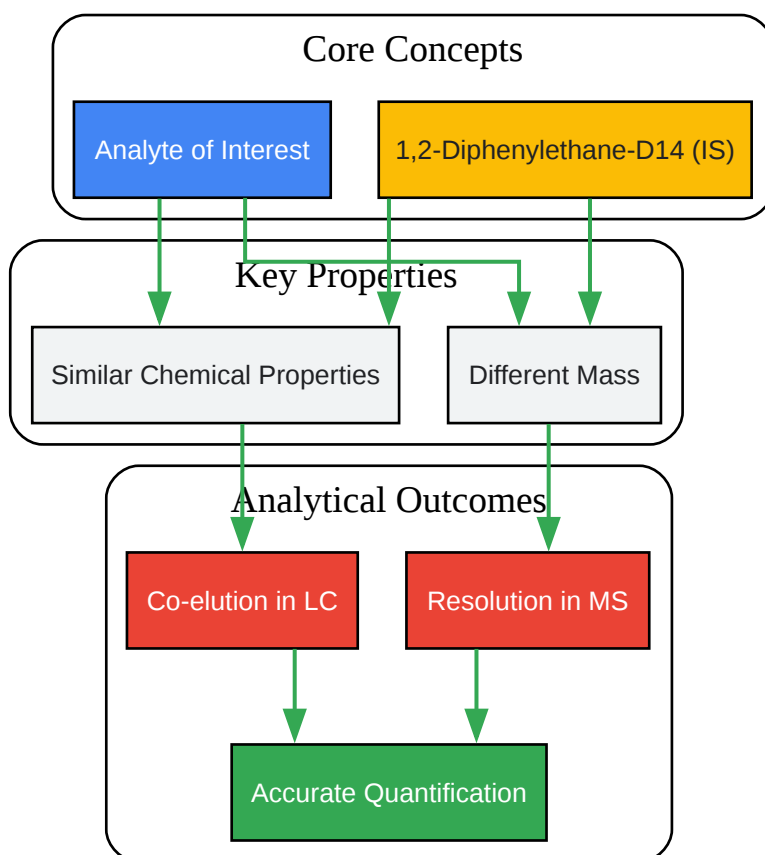 Core Concepts
Analyte of Interest
1,2-Diphenylethane-D14 (IS)
Key Properties
Similar Chemical Properties
Different Mass
Analytical Outcomes
Co-elution in LC
Resolution in MS
Accurate Quantification